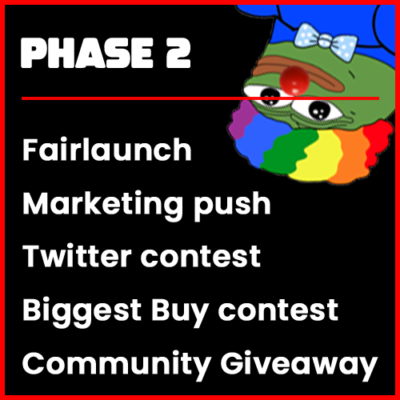 PHASE 2
Fairlaunch
Marketing push
Twitter contest
Biggest Buy contest
Community Giveaway